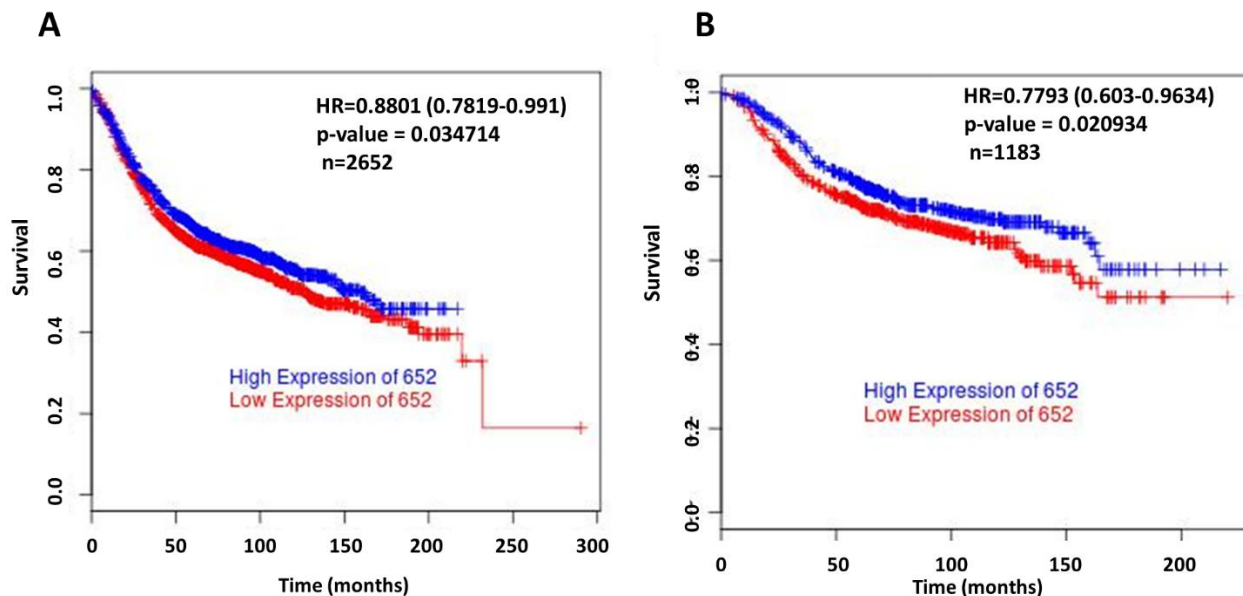 A
HR=0.8801 (0.7819-0.991)
p-value = 0.034714
n=2652
Survival
1.0
0.8
0.6
0.4
0.2
0.0
High Expression of 652
Low Expression of 652
0 50 100 150 200 250 300
Time (months)
B
HR=0.7793 (0.603-0.9634)
p-value = 0.020934
n=1183
Survival
1.0
0.8
0.6
0.4
0.2
0.0
High Expression of 652
Low Expression of 652
0 50 100 150 200
Time (months)